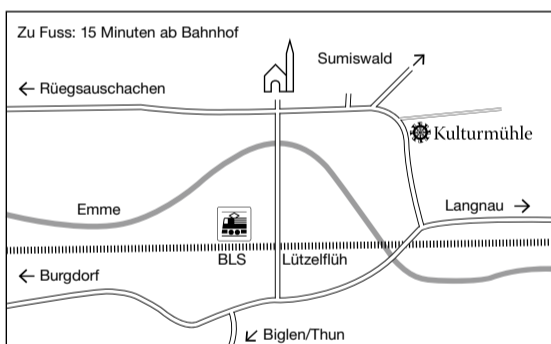 Zu Fuss: 15 Minuten ab Bahnhof
Sumiswald
← Rüegsauschachen
Kulturmühle
Emme
Langnau →
BLS
Lützelflüh
← Burgdorf
↙ Biglen/Thun